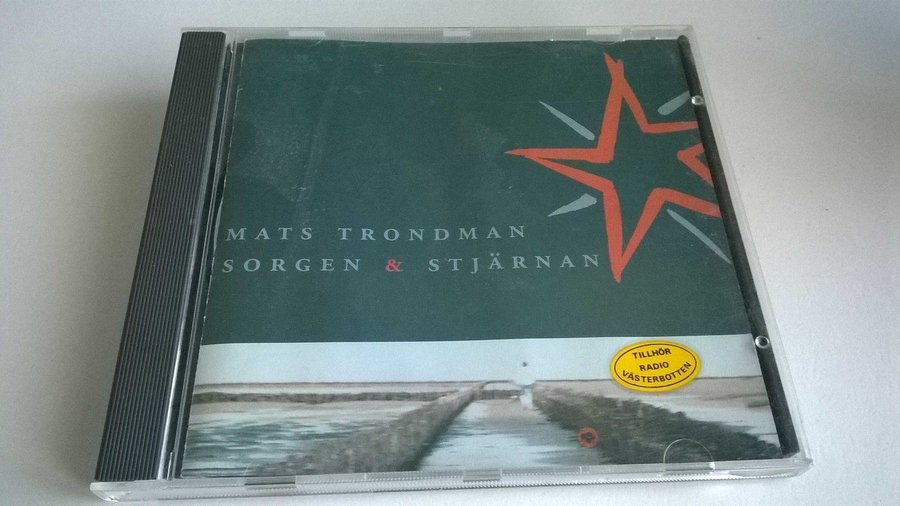 MATS TRONDMAN
SORGEN & STJÄRNAN
TILLHÖR
RADIO
VÄSTERBOTTEN